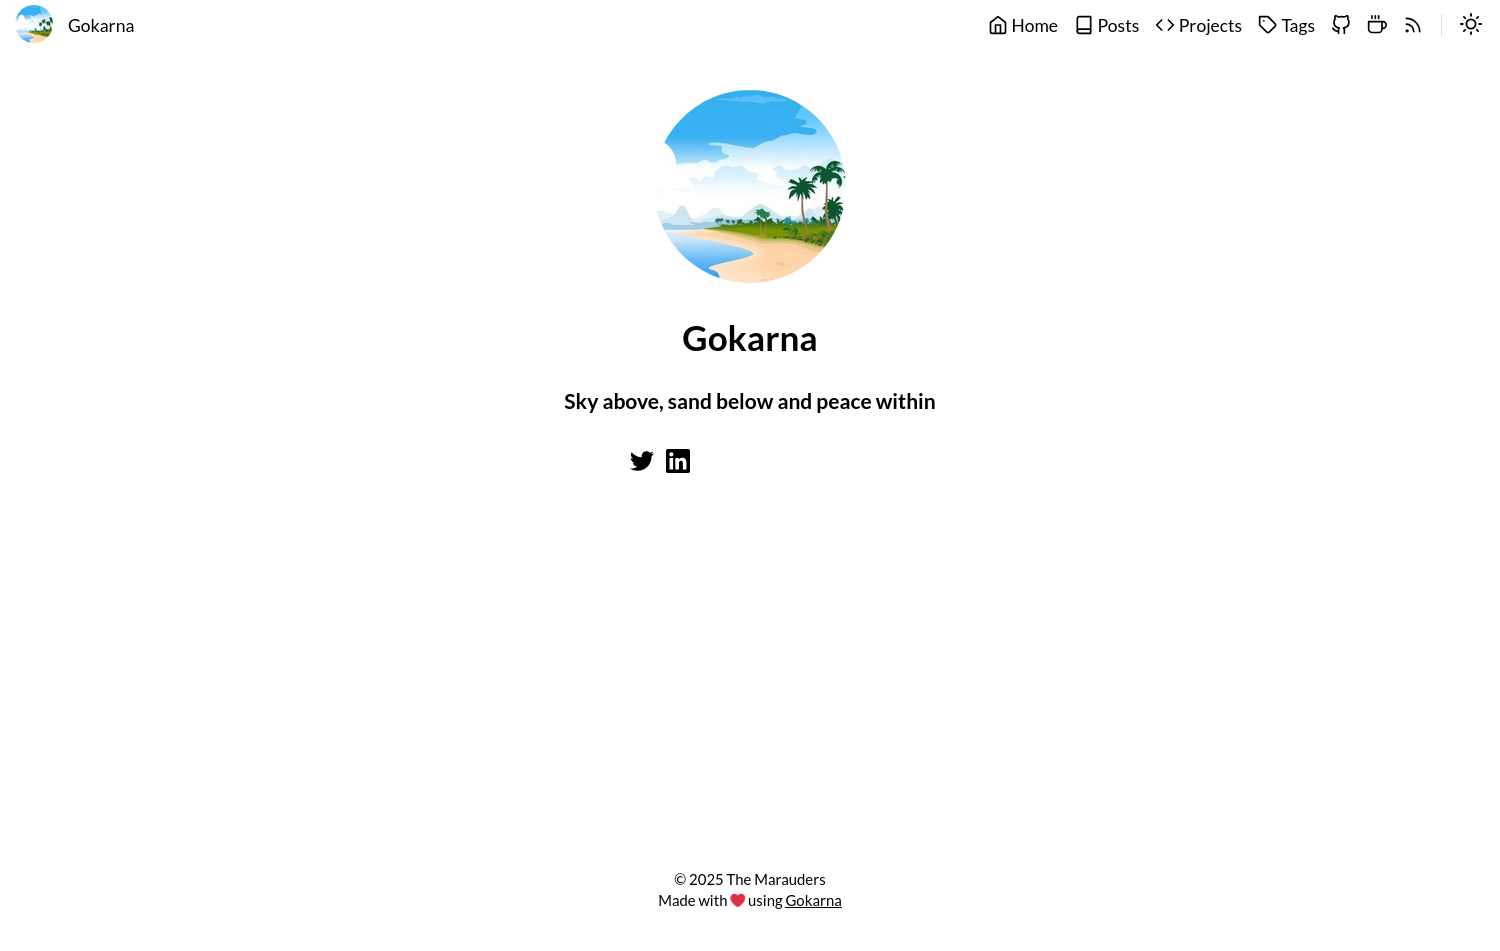 Gokarna
Home Posts Projects Tags
Gokarna
Sky above, sand below and peace within
© 2025 The Marauders
Made with ❤️ using Gokarna